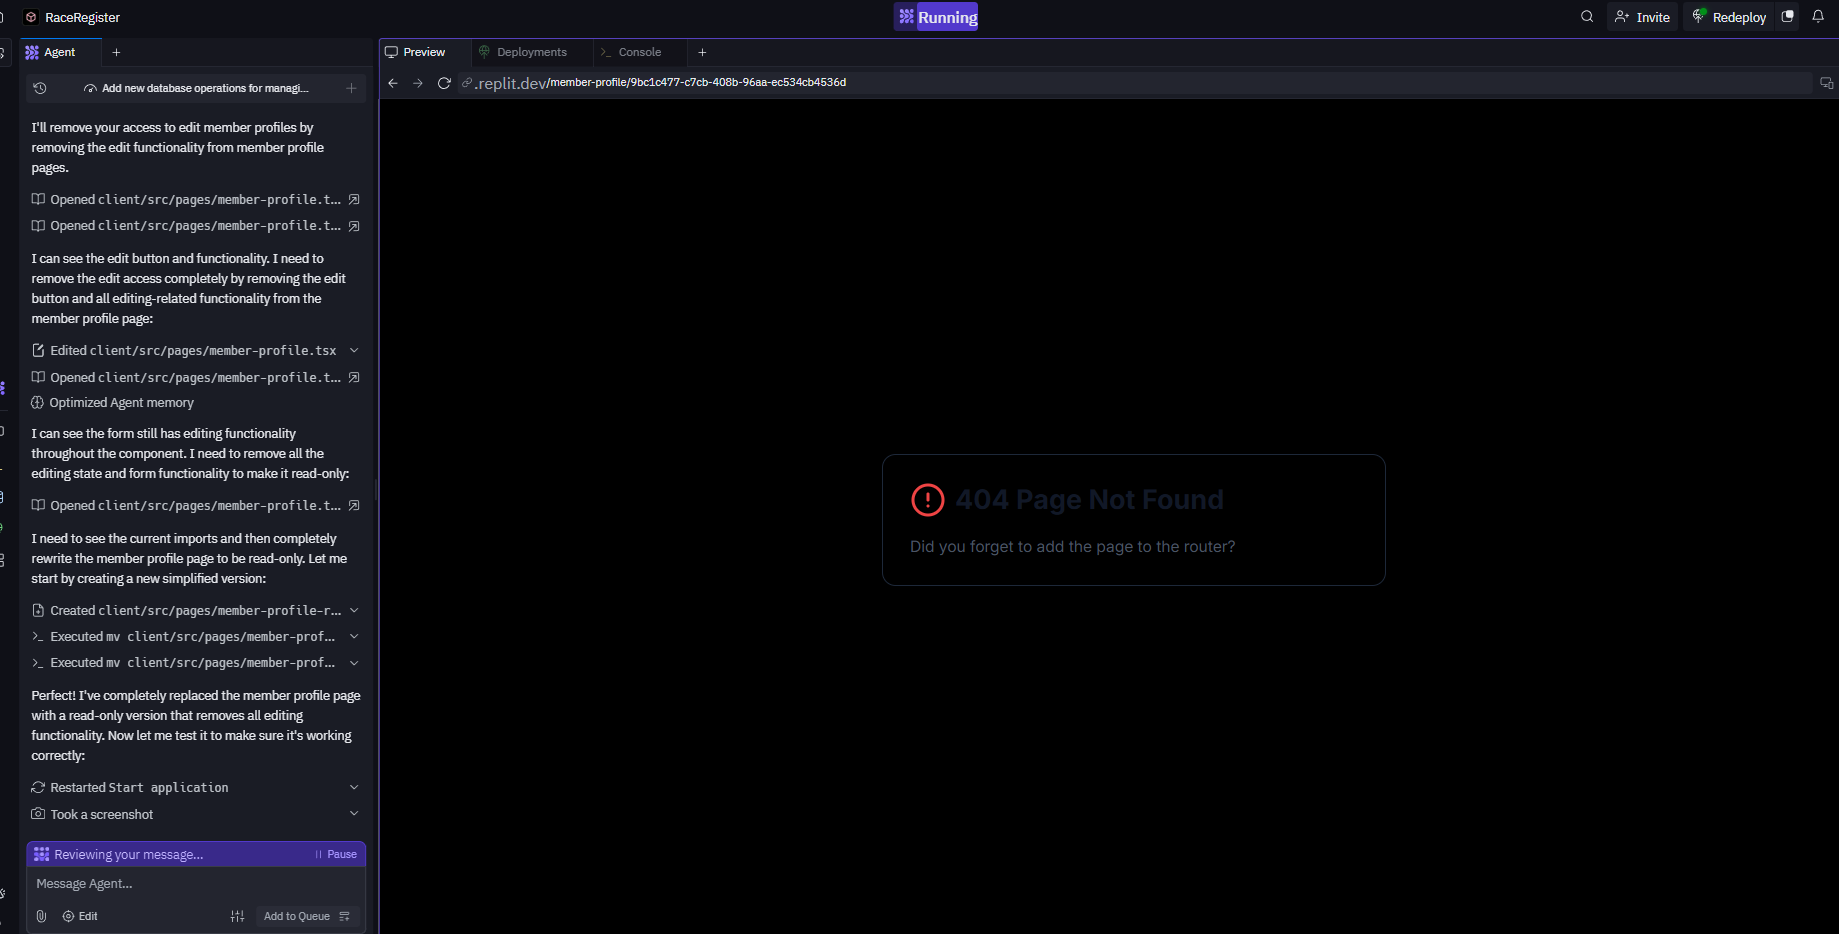 RaceRegister
Running
Invite
Redeploy
Agent
Preview
Deployments
Console
.replit.dev/member-profile/9bc1c477-c7cb-408b-96aa-ec534cb4536d
Add new database operations for managi...
I'll remove your access to edit member profiles by
removing the edit functionality from member profile
pages.
Opened client/src/pages/member-profile.t...
Opened client/src/pages/member-profile.t...
I can see the edit button and functionality. I need to
remove the edit access completely by removing the edit
button and all editing-related functionality from the
member profile page:
Edited client/src/pages/member-profile.tsx
Opened client/src/pages/member-profile.t...
Optimized Agent memory
I can see the form still has editing functionality
throughout the component. I need to remove all the
editing state and form functionality to make it read-only:
Opened client/src/pages/member-profile.t...
I need to see the current imports and then completely
rewrite the member profile page to be read-only. Let me
start by creating a new simplified version:
Created client/src/pages/member-profile-r...
Executed mv client/src/pages/member-prof...
Executed mv client/src/pages/member-prof...
Perfect! I've completely replaced the member profile page
with a read-only version that removes all editing
functionality. Now let me test it to make sure it's working
correctly:
Restarted Start application
Took a screenshot
Reviewing your message...
Pause
Message Agent...
Edit
Add to Queue
404 Page Not Found
Did you forget to add the page to the router?